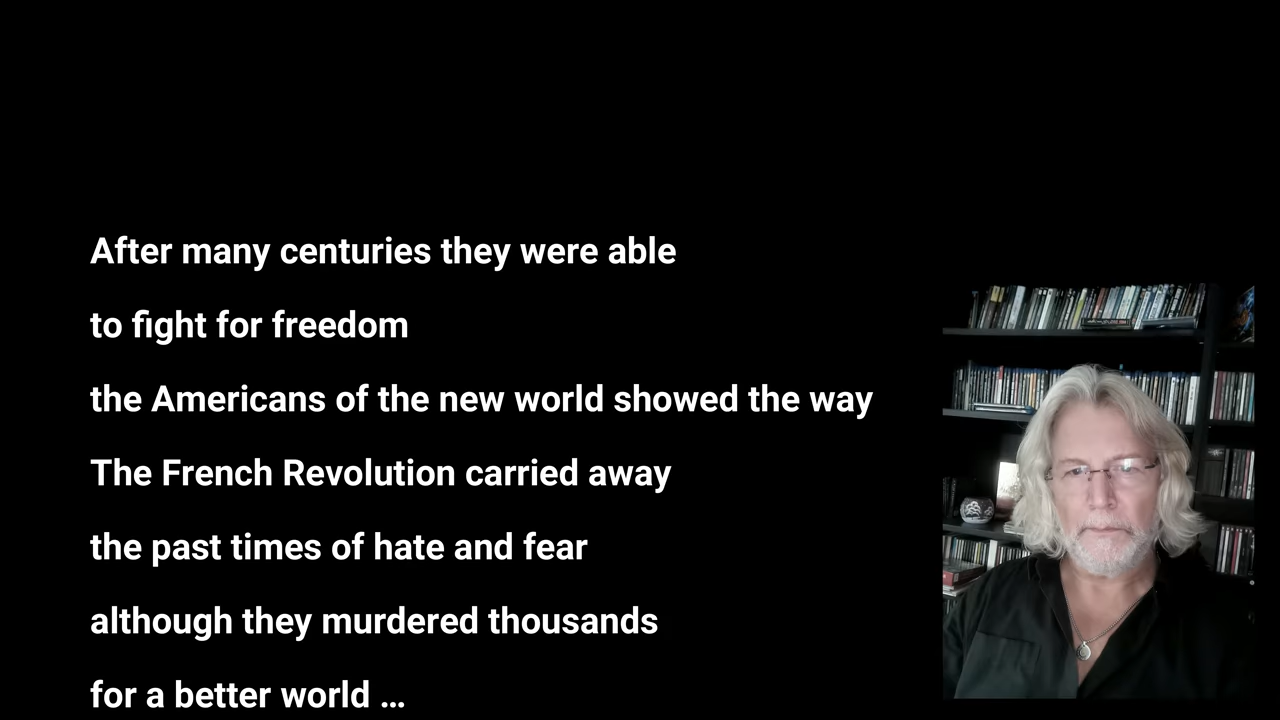 After many centuries they were able
to fight for freedom
the Americans of the new world showed the way
The French Revolution carried away
the past times of hate and fear
although they murdered thousands
for a better world ...